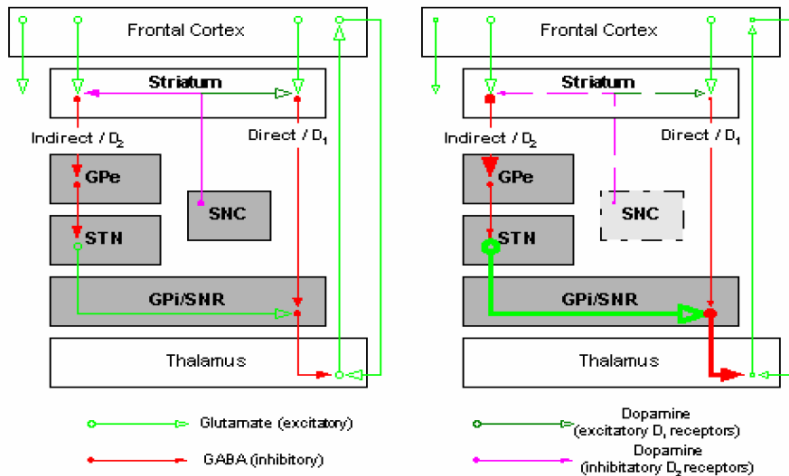 Frontal Cortex
Striatum
Indirect / D2
Direct / D1
GPe
SNC
STN
GPi/SNR
Thalamus
Frontal Cortex
Striatum
Indirect / D2
Direct / D1
GPe
SNC
STN
GPi/SNR
Thalamus
Glutamate (excitatory)
GABA (inhibitory)
Dopamine
(excitatory D1 receptors)
Dopamine
(inhibitatory D2 receptors)